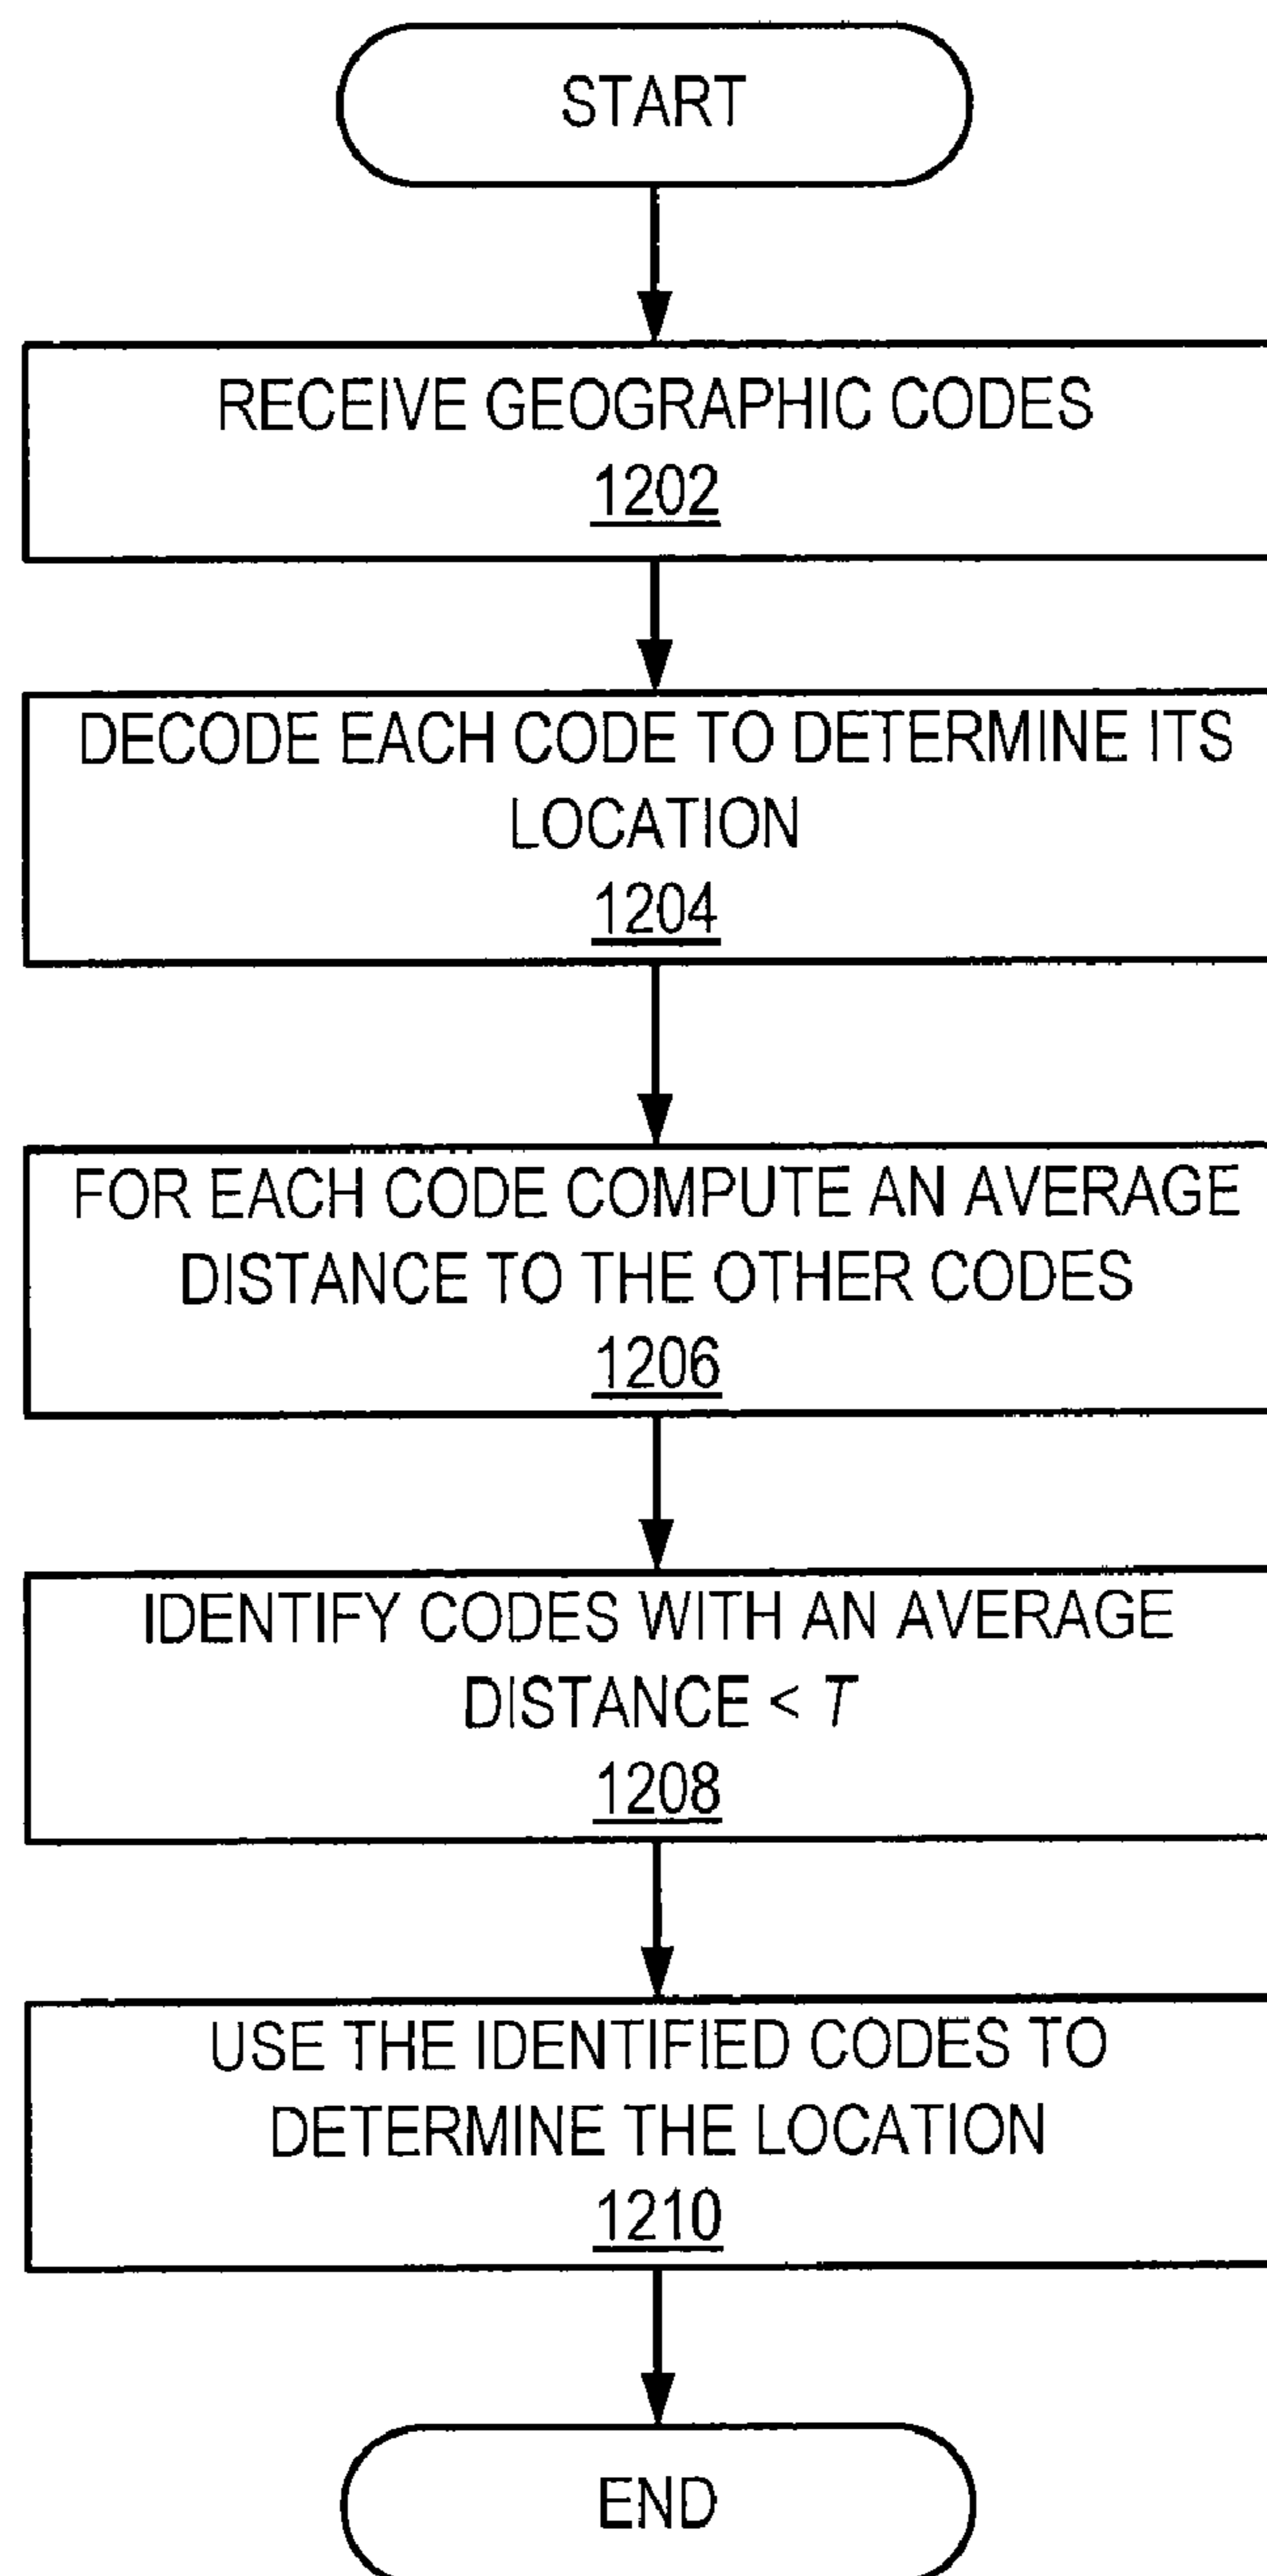 START
RECEIVE GEOGRAPHIC CODES
1202
DECODE EACH CODE TO DETERMINE ITS
LOCATION
1204
FOR EACH CODE COMPUTE AN AVERAGE
DISTANCE TO THE OTHER CODES
1206
IDENTIFY CODES WITH AN AVERAGE
DISTANCE < T
1208
USE THE IDENTIFIED CODES TO
DETERMINE THE LOCATION
1210
END